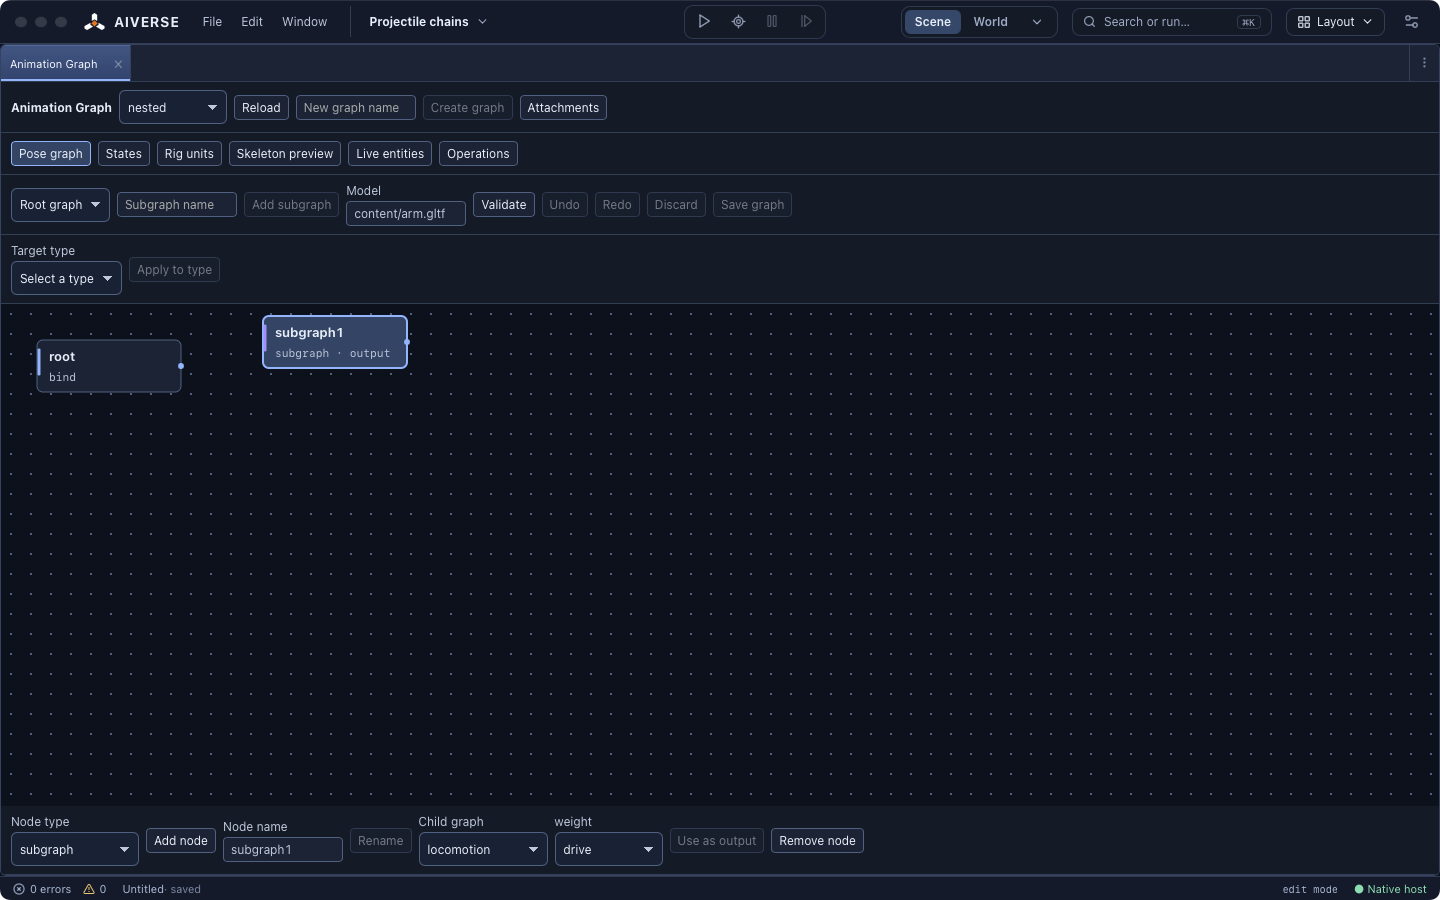 AIVERSE File Edit Window Projectile chains Scene World Search or run... ⌘K Layout
Animation Graph
Animation Graph nested Reload New graph name Create graph Attachments
Pose graph States Rig units Skeleton preview Live entities Operations
Model
Root graph Subgraph name Add subgraph content/arm.gltf Validate Undo Redo Discard Save graph
Target type
Select a type Apply to type
subgraph1
subgraph · output
root
bind
Node type Node name Child graph weight
subgraph Add node subgraph1 Rename locomotion drive Use as output Remove node
0 errors 0 Untitled · saved edit mode Native host